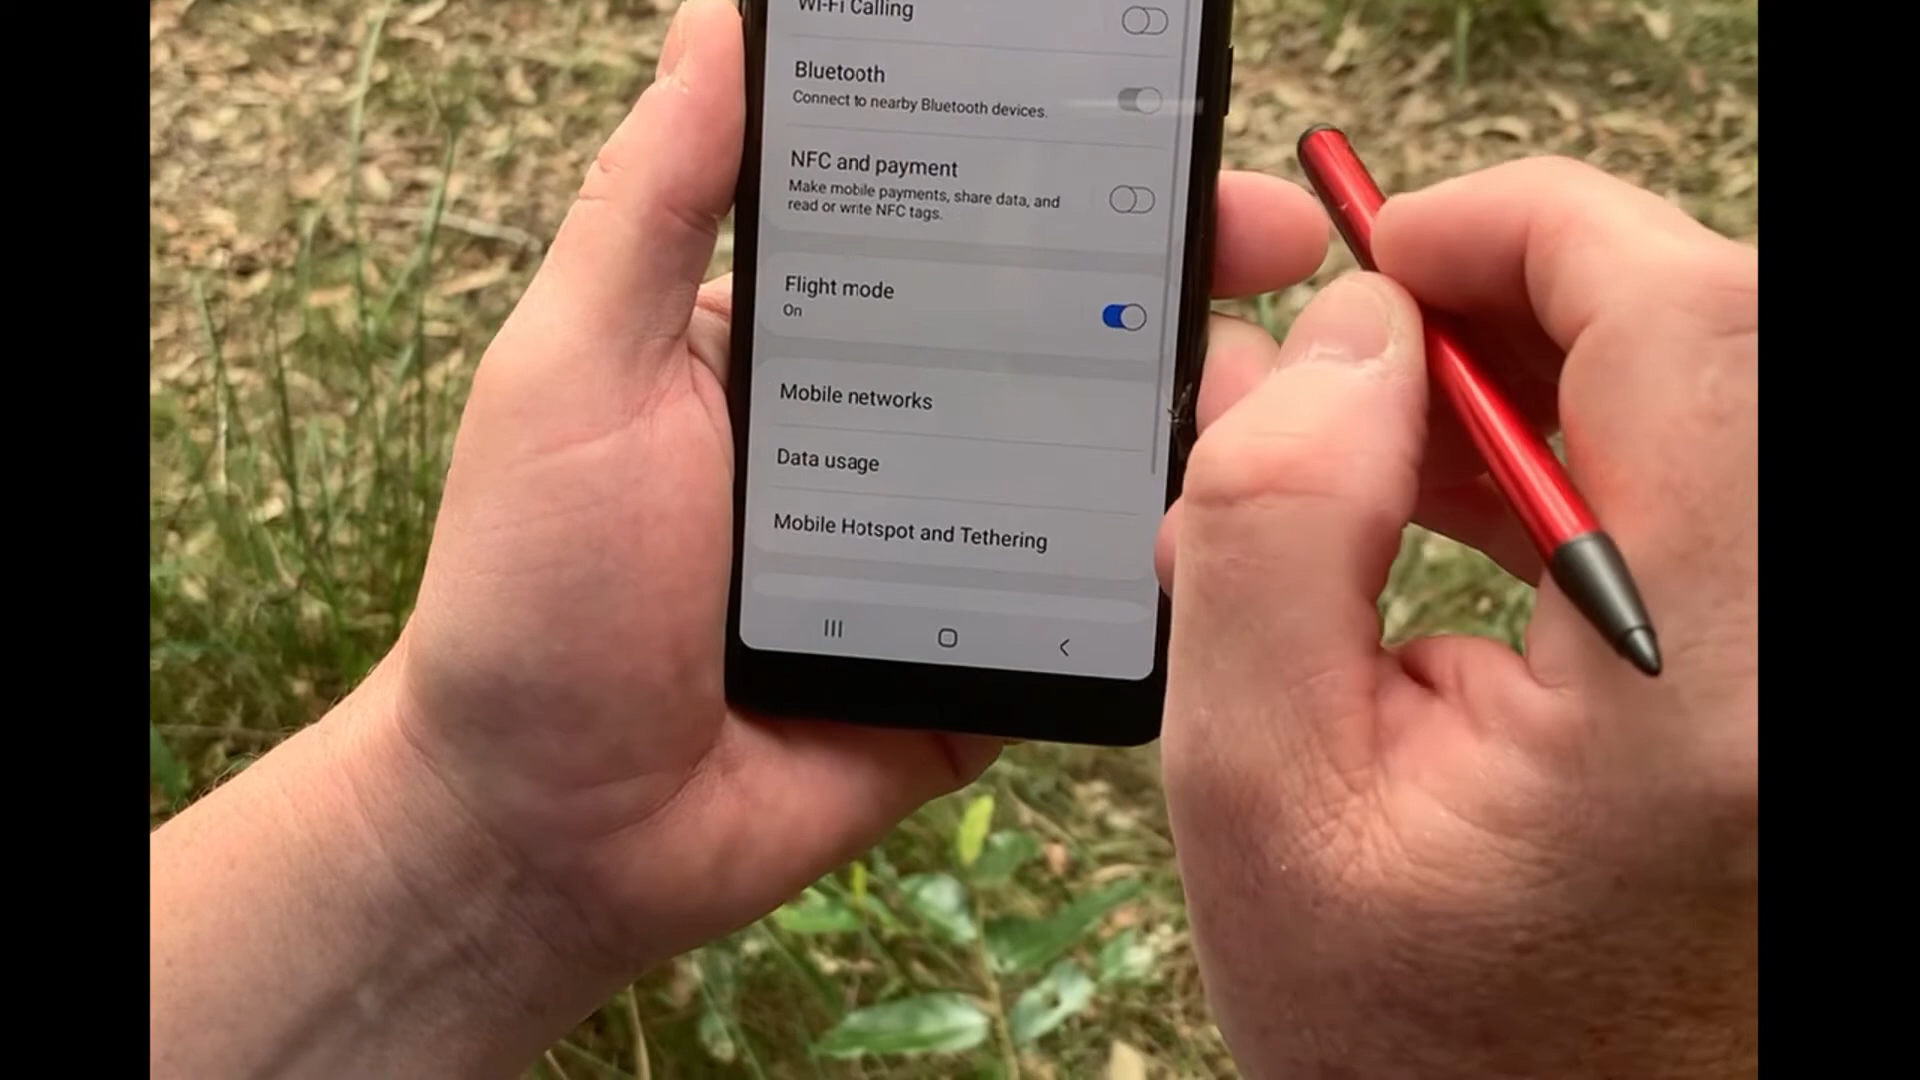 Wi-Fi Calling
Bluetooth
Connect to nearby Bluetooth devices.
NFC and payment
Make mobile payments, share data, and
read or write NFC tags.
Flight mode
On
Mobile networks
Data usage
Mobile Hotspot and Tethering